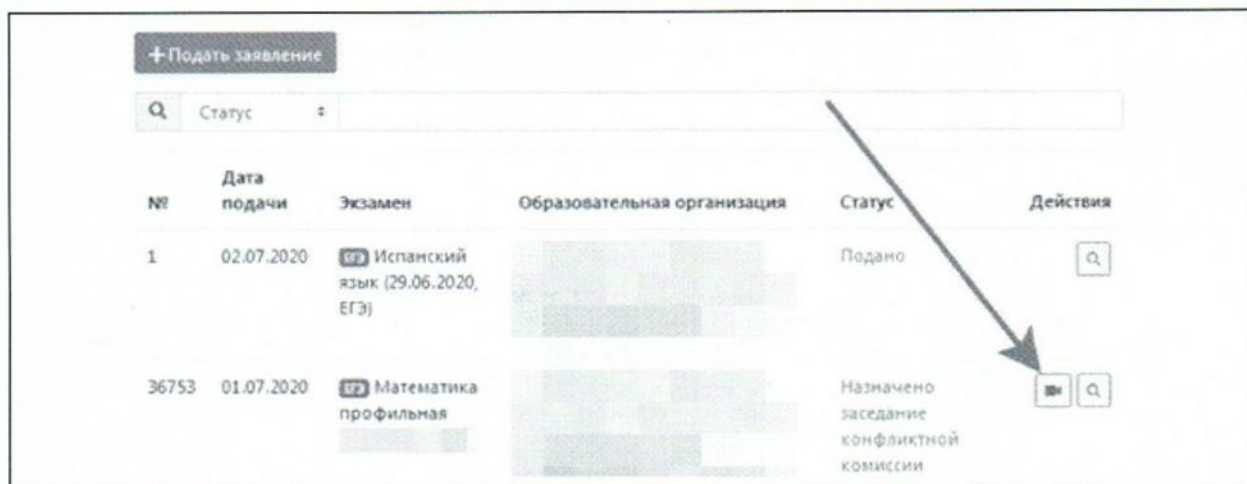 + Подать заявление
Статус
№ Дата подачи Экзамен Образовательная организация Статус Действия
1 02.07.2020 ЕГЭ Испанский Подано
язык (29.06.2020,
ЕГЭ)
36753 01.07.2020 ЕГЭ Математика Назначено
профильная заседание
конфликтной
комиссии